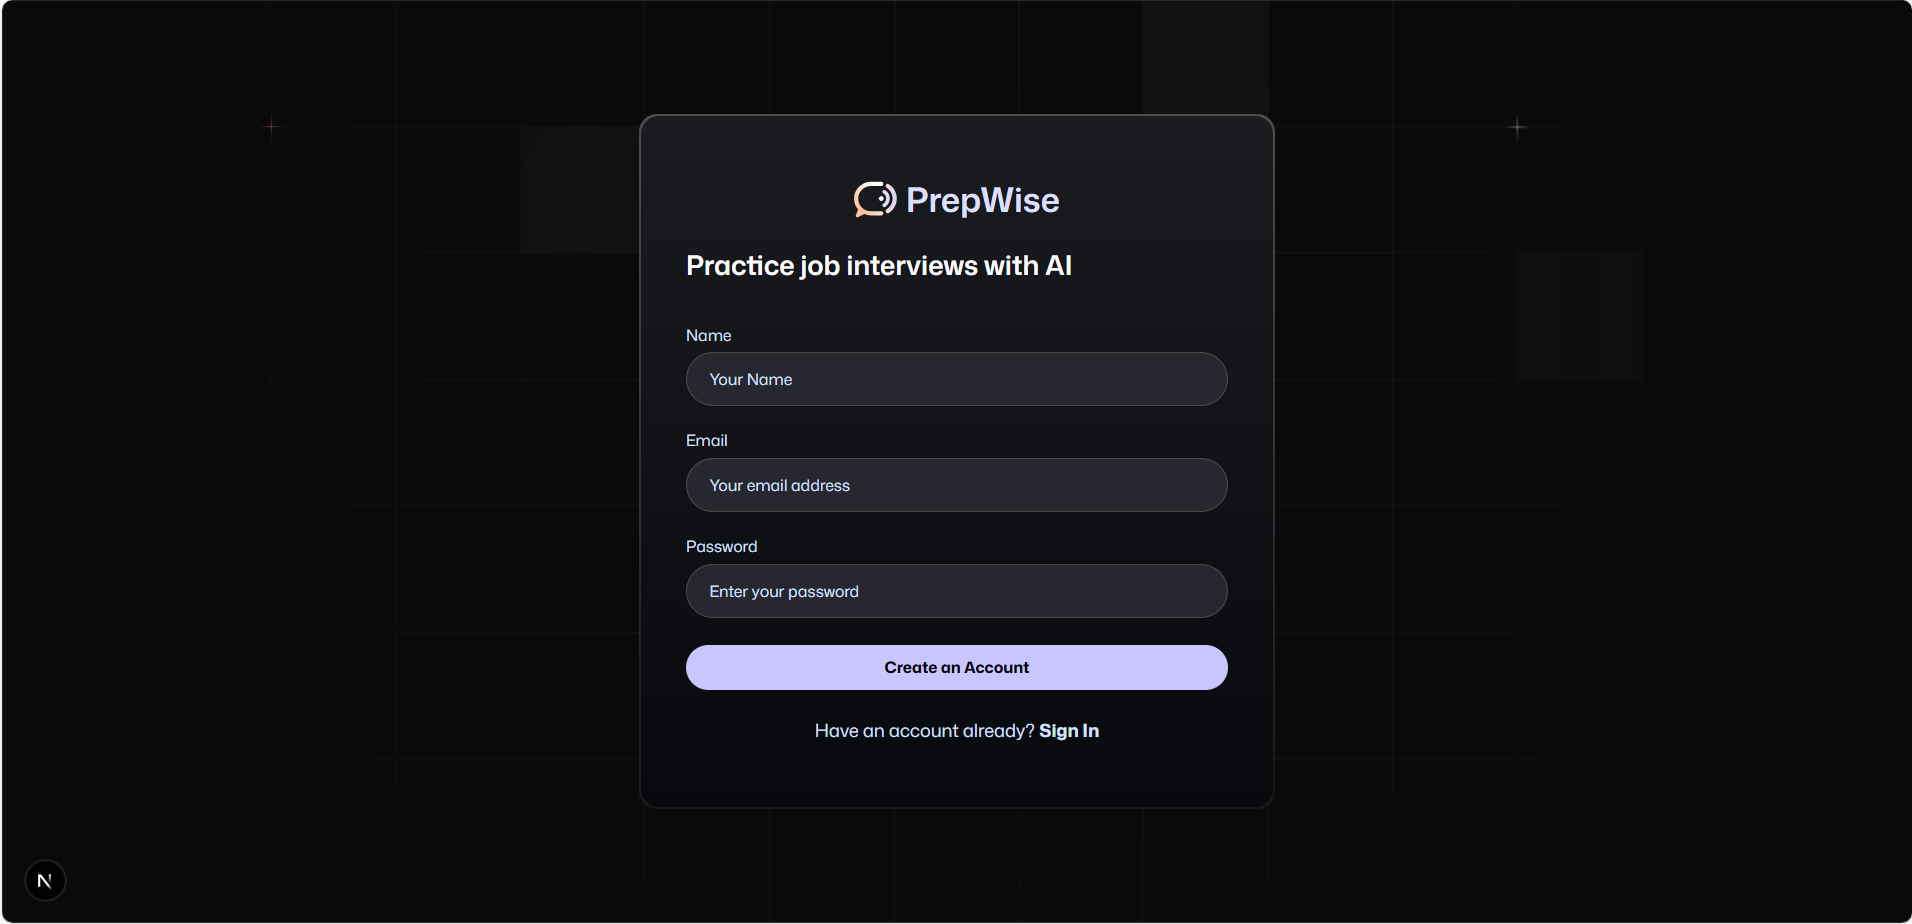 PrepWise
Practice job interviews with AI
Name
Your Name
Email
Your email address
Password
Enter your password
Create an Account
Have an account already? Sign In
N